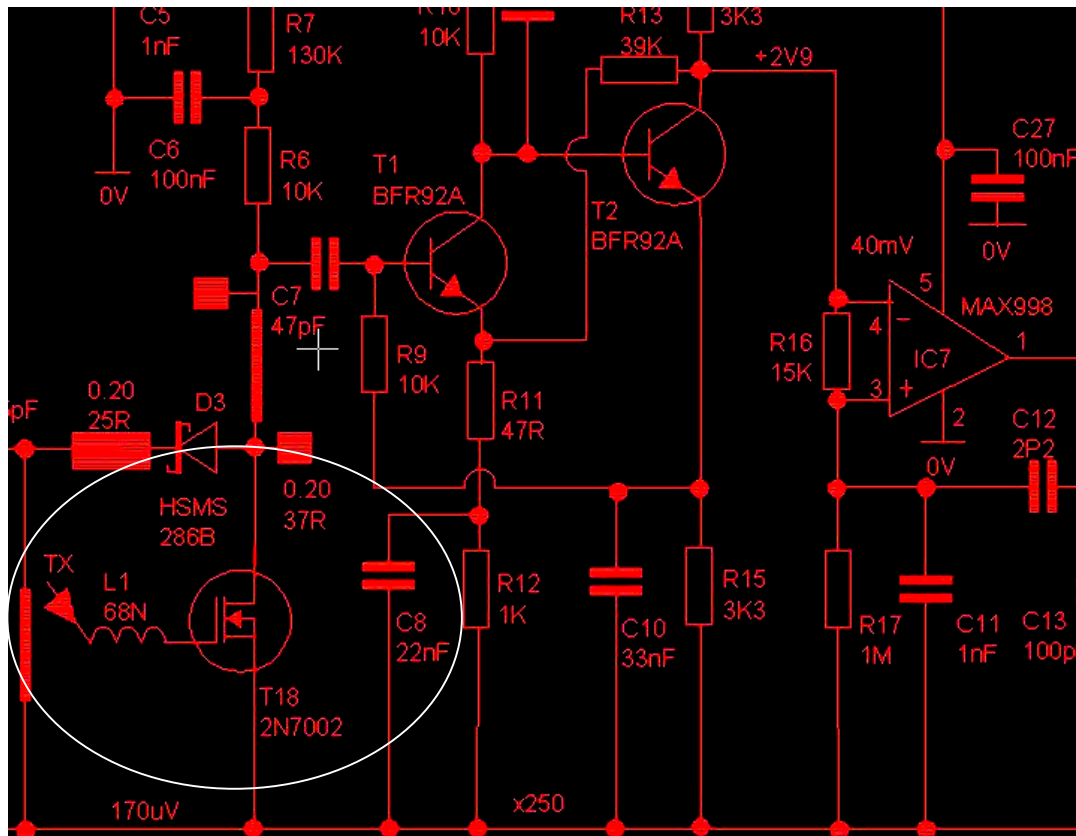 C5
1nF
R7
130K
10K
R13
39K
3K3
+2V9
C6
100nF
0V
R6
10K
T1
BFR92A
T2
BFR92A
C27
100nF
0V
40mV
5
MAX998
4
1
IC7
3
+
2
0V
C7
47pF
R9
10K
R11
47R
R16
15K
0.20
25R
D3
C12
2P2
HSMS
286B
0.20
37R
TX
L1
68N
T18
2N7002
C8
22nF
R12
1K
C10
33nF
R15
3K3
R17
1M
C11
1nF
C13
100p
170uV
x250